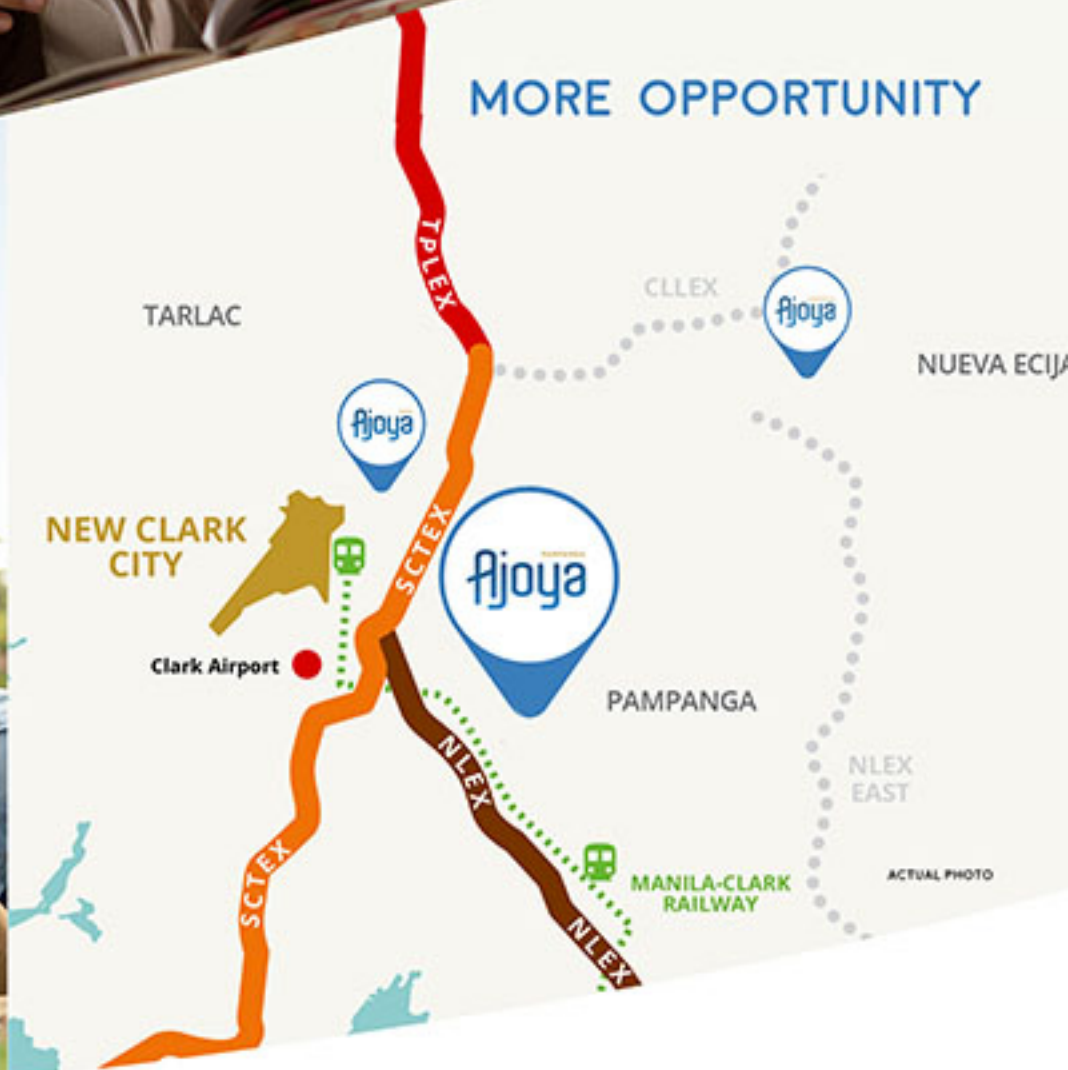 MORE OPPORTUNITY
TPLEX
CLLEX
TARLAC
Ajoya
NUEVA ECIJA
Ajoya
NEW CLARK
CITY
SCTEX
Ajoya
Clark Airport
PAMPANGA
NLEX
NLEX
EAST
SCTEX
MANILA-CLARK
RAILWAY
ACTUAL PHOTO
NLEX